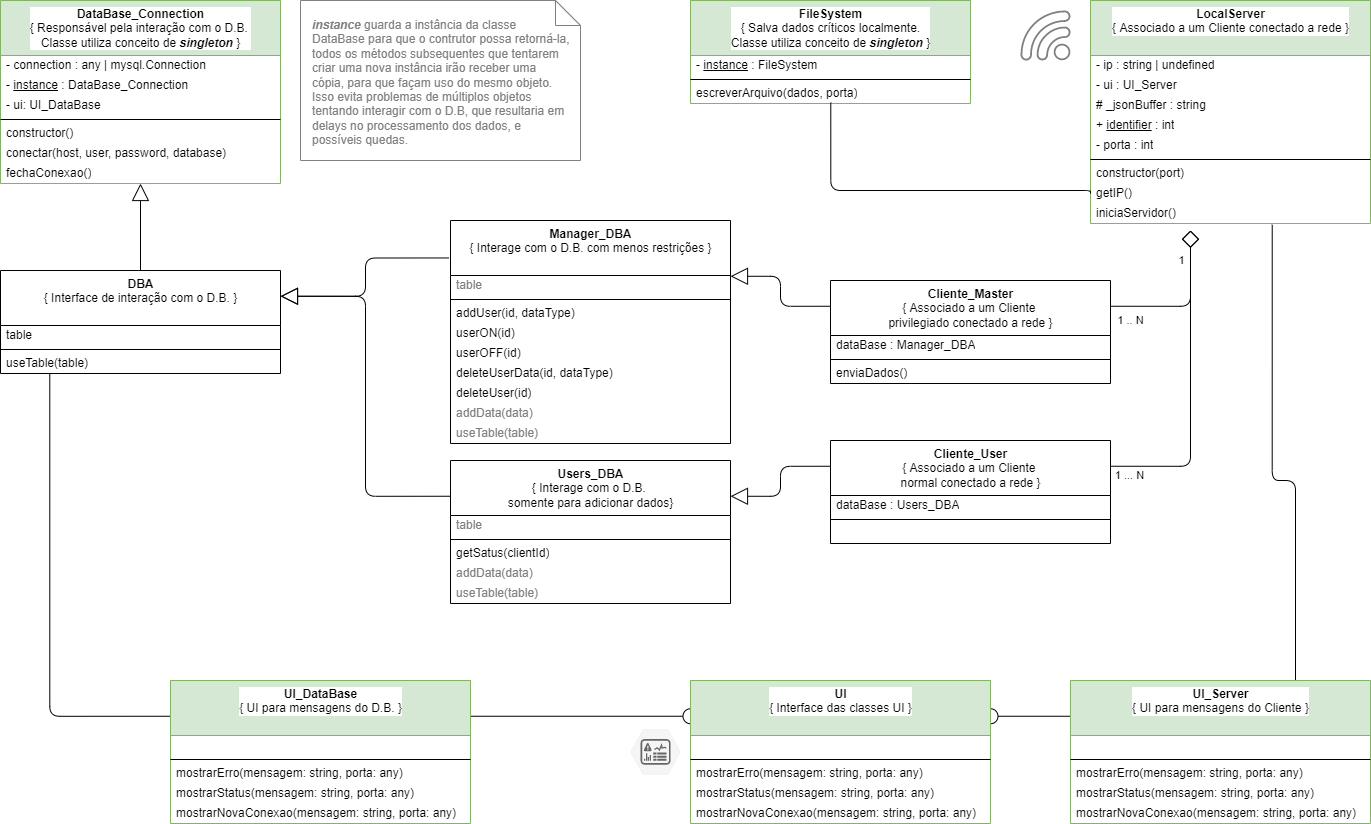 DataBase_Connection
{ Responsável pela interação com o D.B.
Classe utiliza conceito de singleton }
- connection : any | mysql.Connection
- instance : DataBase_Connection
- ui: UI_DataBase
constructor()
conectar(host, user, password, database)
fechaConexao()
instance guarda a instância da classe
DataBase para que o contrutor possa retorná-la,
todos os métodos subsequentes que tentarem
criar uma nova instância irão receber uma
côpia, para que façam uso do mesmo objeto.
Isso evita problemas de múltiplos objetos
tentando interagir com o D.B, que resultaria em
delays no processamento dos dados, e
possíveis quedas.
FileSystem
{ Salva dados críticos localmente.
Classe utiliza conceito de singleton }
- instance : FileSystem
escreverArquivo(dados, porta)
LocalServer
{ Associado a um Cliente conectado a rede }
- ip : string | undefined
- ui : UI_Server
# _jsonBuffer : string
+ identifier : int
- porta : int
constructor(port)
getIP()
iniciaServidor()
DBA
{ Interface de interação com o D.B. }
table
useTable(table)
Manager_DBA
{ Interage com o D.B. com menos restrições }
table
addUser(id, dataType)
userON(id)
userOFF(id)
deleteUserData(id, dataType)
deleteUser(id)
addData(data)
useTable(table)
1
Cliente_Master
{ Associado a um Cliente
privilegiado conectado a rede }
dataBase : Manager_DBA
enviaDados()
1 .. N
Users_DBA
{ Interage com o D.B.
somente para adicionar dados}
table
getSatus(clientId)
addData(data)
useTable(table)
Cliente_User
{ Associado a um Cliente
normal conectado a rede }
dataBase : Users_DBA
1 ... N
UI_DataBase
{ UI para mensagens do D.B. }
mostrarErro(mensagem: string, porta: any)
mostrarStatus(mensagem: string, porta: any)
mostrarNovaConexao(mensagem: string, porta: any)
UI
{ Interface das classes UI }
mostrarErro(mensagem: string, porta: any)
mostrarStatus(mensagem: string, porta: any)
mostrarNovaConexao(mensagem: string, porta: any)
UI_Server
{ UI para mensagens do Cliente }
mostrarErro(mensagem: string, porta: any)
mostrarStatus(mensagem: string, porta: any)
mostrarNovaConexao(mensagem: string, porta: any)